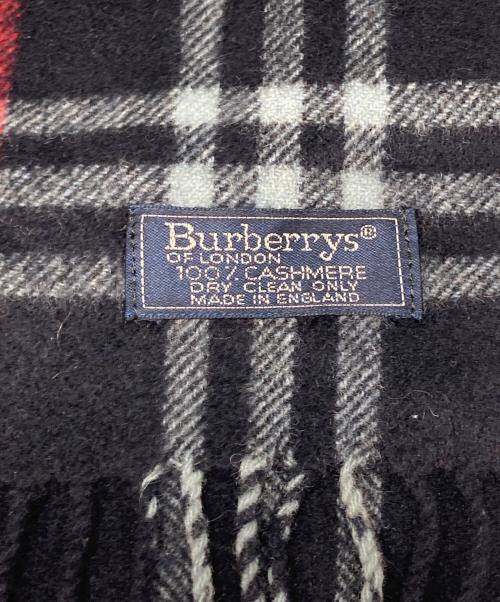 Burberrys®
OF LONDON
100% CASHMERE
DRY CLEAN ONLY
MADE IN ENGLAND